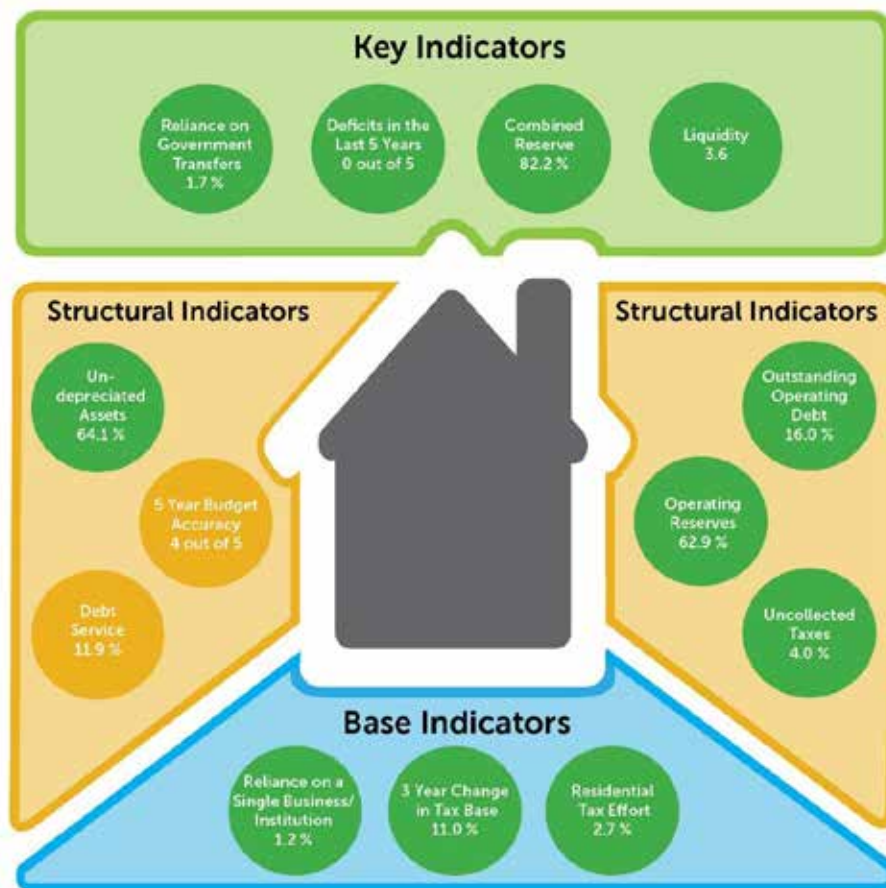 Key Indicators
Reliance on
Government
Transfers
1.7 %
Deficits in the
Last 5 Years
0 out of 5
Combined
Reserve
82.2 %
Liquidity
3.6
Structural Indicators
Un-
depreciated
Assets
64.1 %
5 Year Budget
Accuracy
4 out of 5
Debt
Service
11.9 %
Structural Indicators
Outstanding
Operating
Debt
16.0 %
Operating
Reserves
62.9 %
Uncollected
Taxes
4.0 %
Base Indicators
Reliance on a
Single Business/
Institution
1.2 %
3 Year Change
in Tax Base
11.0 %
Residential
Tax Effort
2.7 %